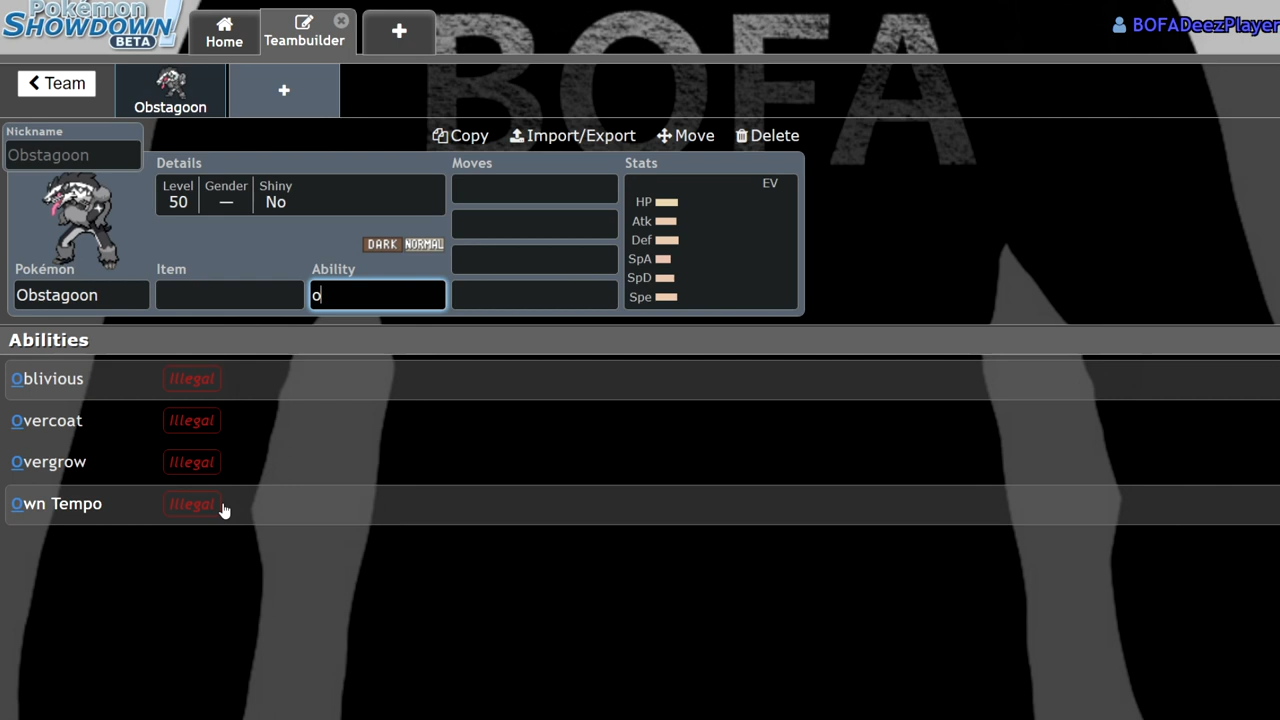 Pokémon
SHOWDOWN!
BETA
Home
Teambuilder
BOFA
BOFADeezPlayer
Team
Obstagoon
Copy
Import/Export
Move
Delete
Nickname
Obstagoon
Details
Level
Gender
Shiny
50
—
No
DARK
NORMAL
Pokémon
Obstagoon
Item
Ability
o
Moves
Stats
EV
HP
Atk
Def
SpA
SpD
Spe
Abilities
Oblivious Illegal
Overcoat Illegal
Overgrow Illegal
Own Tempo Illegal